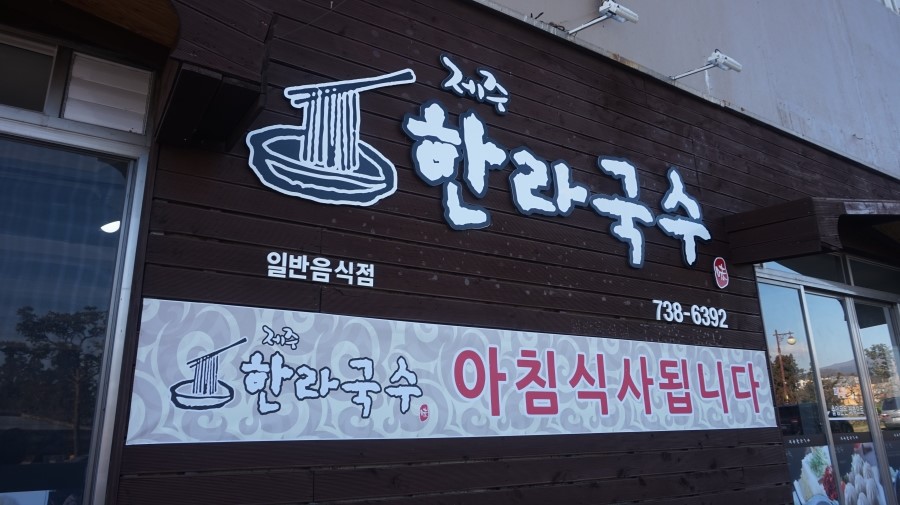 제주
한라국수
일반음식점
738-6392
제주
한라국수
아침식사됩니다